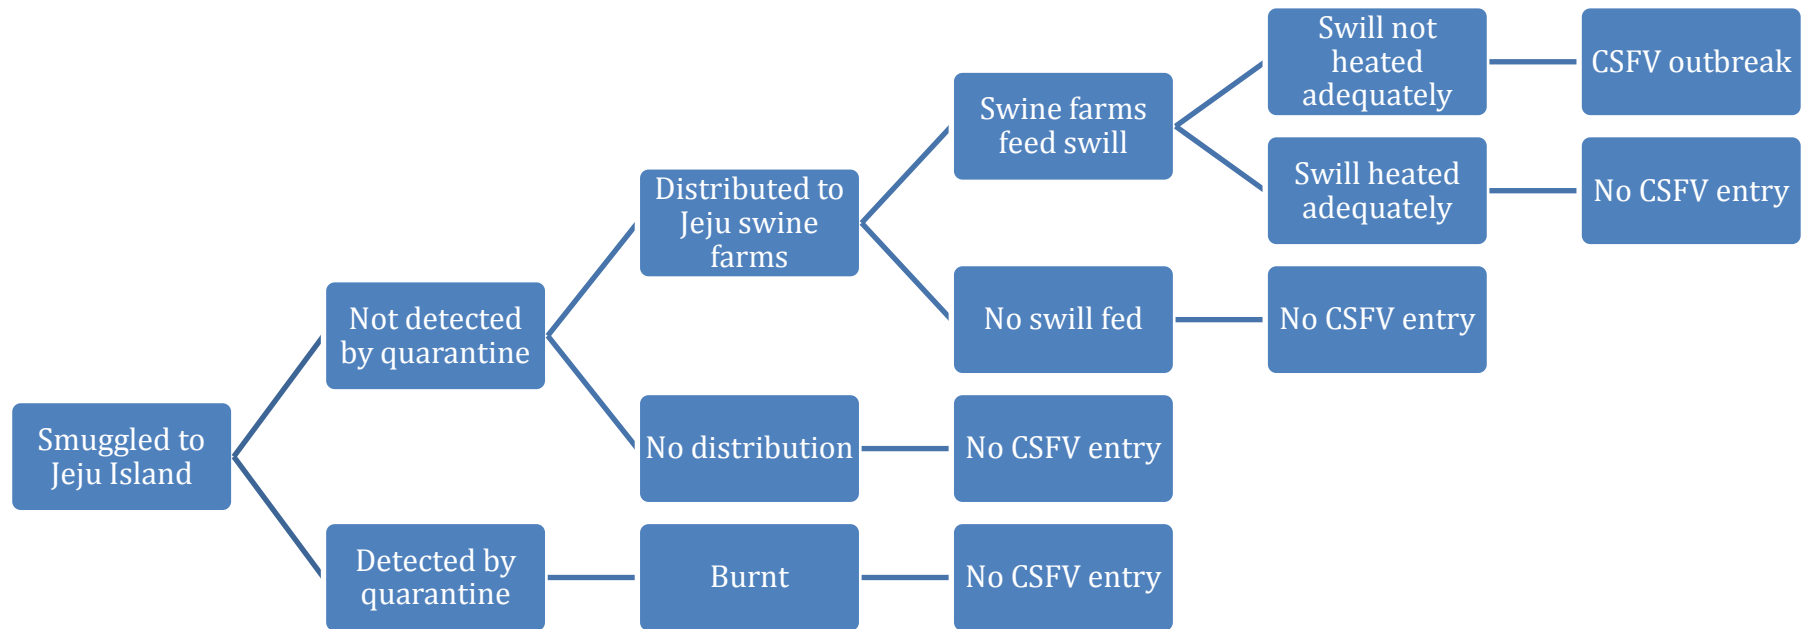 Smuggled to
Jeju Island
Not detected
by quarantine
Detected by
quarantine
Distributed to
Jeju swine
farms
No distribution
Burnt
Swine farms
feed swill
No swill fed
No CSFV entry
No CSFV entry
Swill not
heated
adequately
Swill heated
adequately
No CSFV entry
CSFV outbreak
No CSFV entry